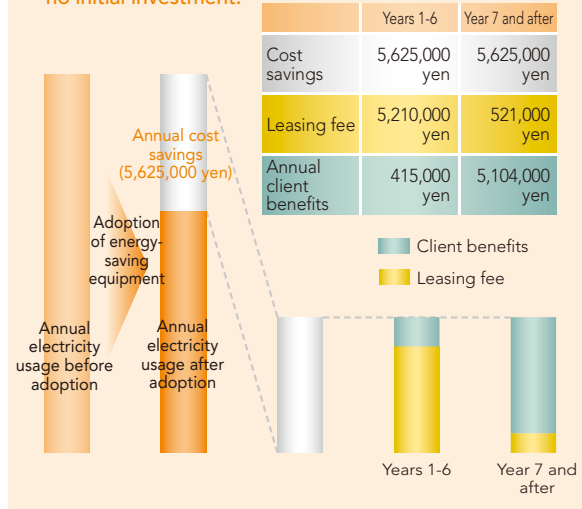 no initial investment.
Years 1-6
Year 7 and after
Cost
savings
5,625,000
yen
5,625,000
yen
Leasing fee
5,210,000
yen
521,000
yen
Annual
client
benefits
415,000
yen
5,104,000
yen
Annual cost
savings
(5,625,000 yen)
Adoption
of energy-
saving
equipment
Client benefits
Leasing fee
Annual
electricity
usage before
adoption
Annual
electricity
usage after
adoption
Years 1-6
Year 7 and
after